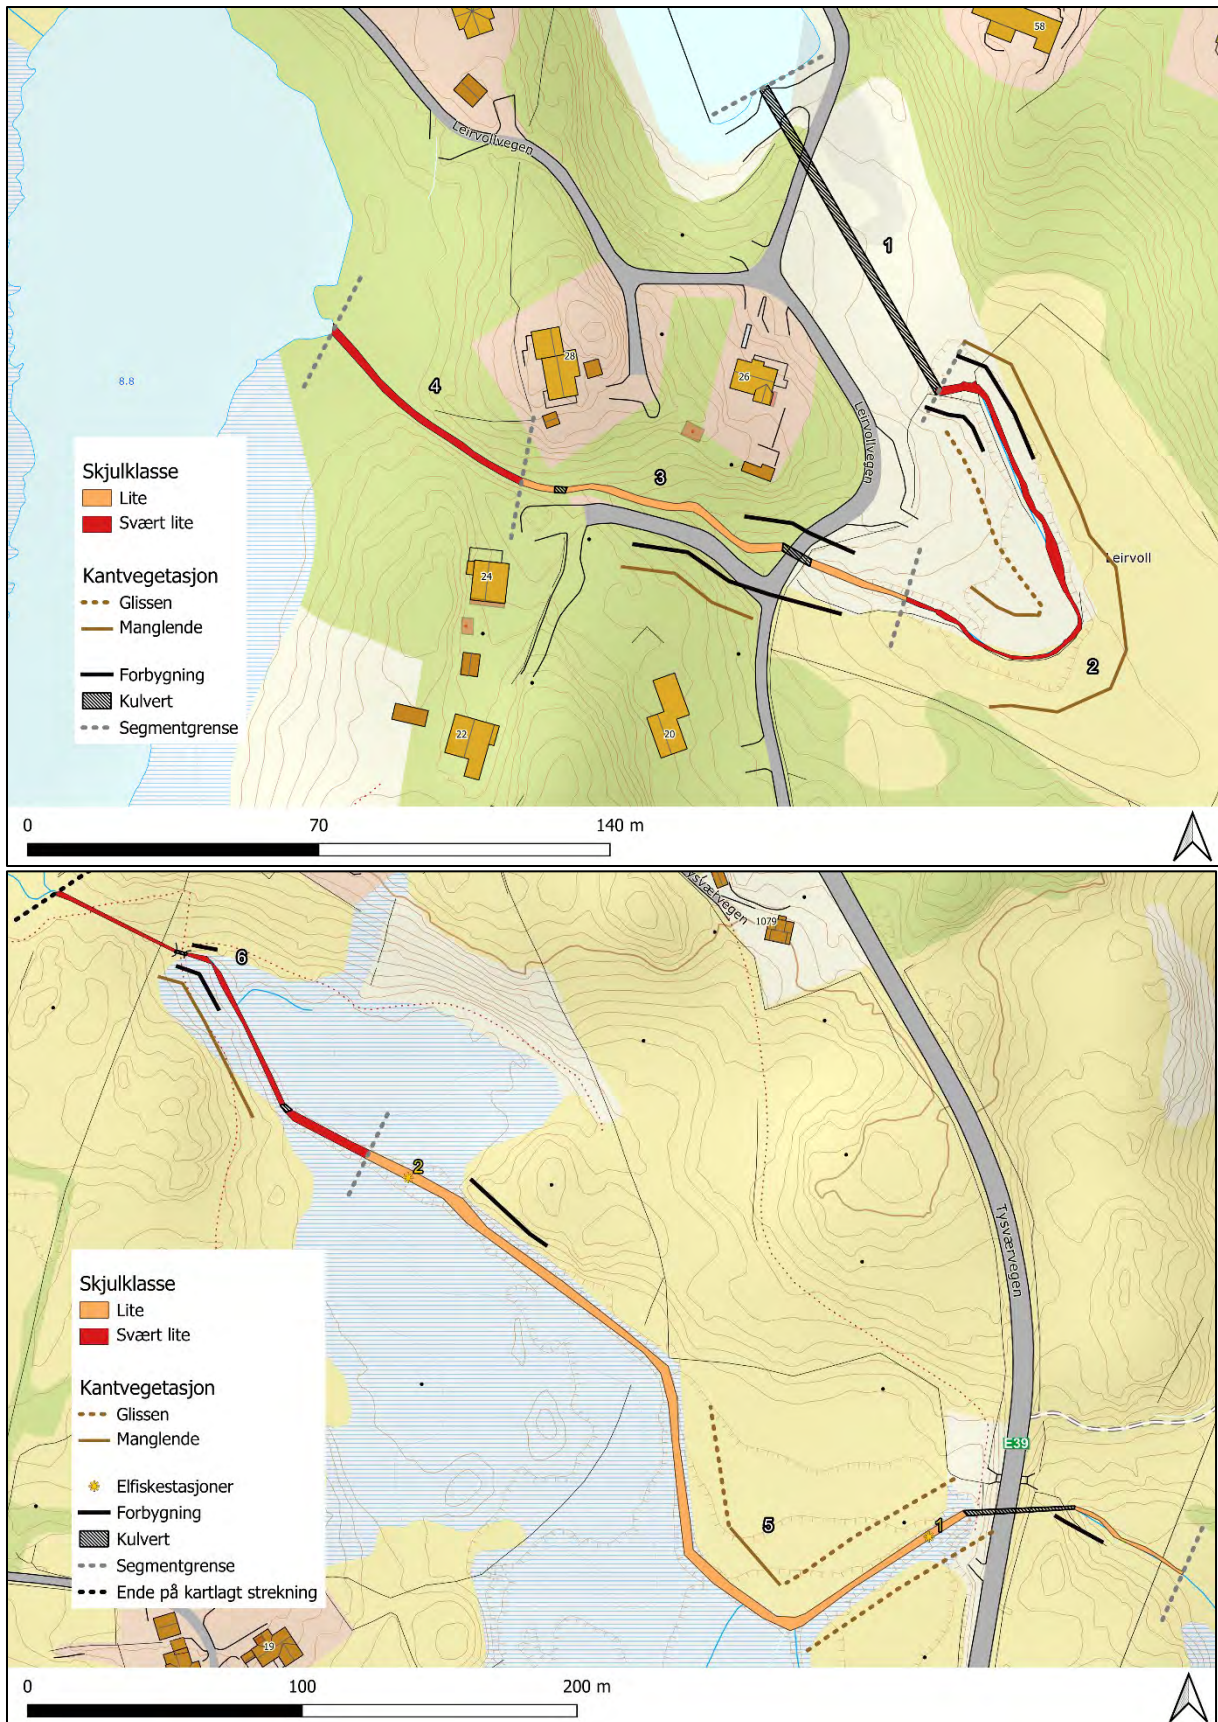 58
Leirvollvegen
1
28
26
4
8.8
Leirvollvegen
3
Leirvoll
24
2
22
20
Skjulklasse
Lite
Svært lite
Kantvegetasjon
Glissen
Manglende
Forbygning
Kulvert
Segmentgrense
0 70 140 m
Tysværvegen
1079
6
2
Tysværvegen
E39
5
1
19
Skjulklasse
Lite
Svært lite
Kantvegetasjon
Glissen
Manglende
Elfiskestasjoner
Forbygning
Kulvert
Segmentgrense
Ende på kartlagt strekning
0 100 200 m